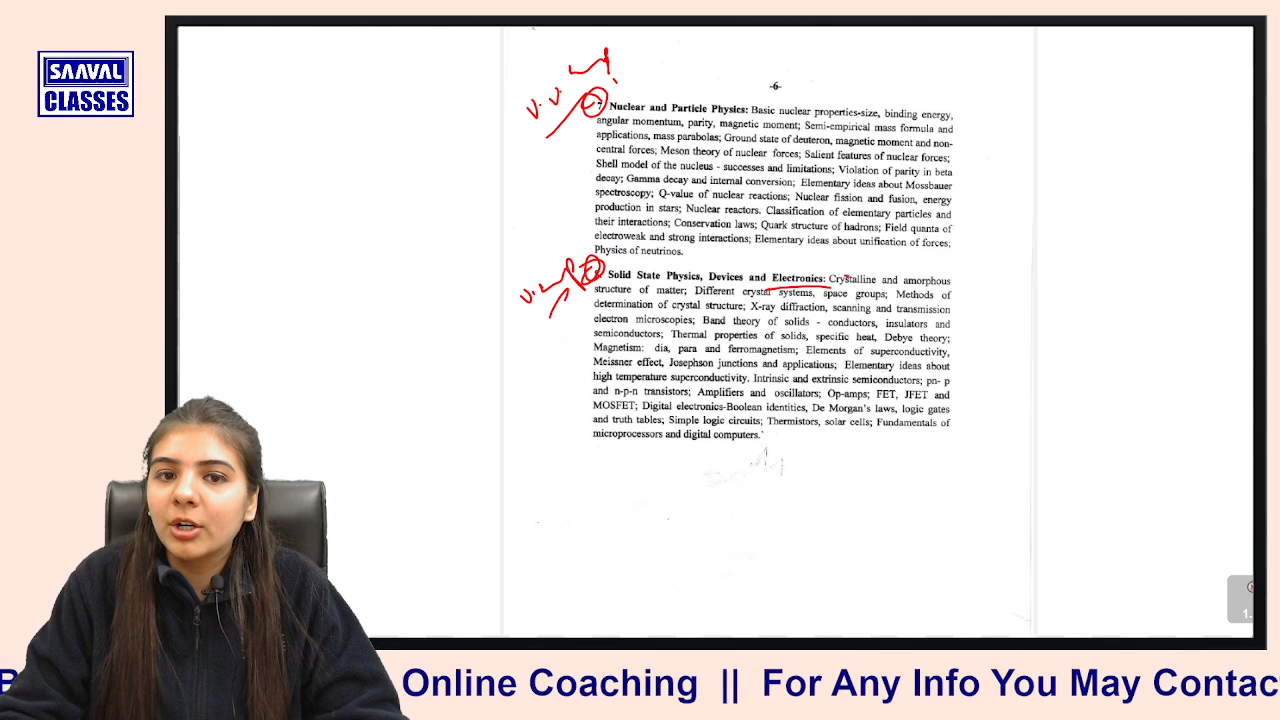 SAAVAL
CLASSES
-6-
7. Nuclear and Particle Physics: Basic nuclear properties-size, binding energy,
angular momentum, parity, magnetic moment; Semi-empirical mass formula and
applications, mass parabolas; Ground state of deuteron, magnetic moment and non-
central forces; Meson theory of nuclear forces; Salient features of nuclear forces;
Shell model of the nucleus - successes and limitations; Violation of parity in beta
decay; Gamma decay and internal conversion; Elementary ideas about Mossbauer
spectroscopy; Q-value of nuclear reactions; Nuclear fission and fusion, energy
production in stars; Nuclear reactors. Classification of elementary particles and
their interactions; Conservation laws; Quark structure of hadrons; Field quanta of
electroweak and strong interactions; Elementary ideas about unification of forces;
Physics of neutrinos.
Solid State Physics, Devices and Electronics: Crystalline and amorphous
structure of matter; Different crystal systems, space groups; Methods of
determination of crystal structure; X-ray diffraction, scanning and transmission
electron microscopies; Band theory of solids - conductors, insulators and
semiconductors; Thermal properties of solids, specific heat, Debye theory;
Magnetism: dia, para and ferromagnetism; Elements of superconductivity,
Meissner effect, Josephson junctions and applications; Elementary ideas about
high temperature superconductivity. Intrinsic and extrinsic semiconductors; pn- p
and n-p-n transistors; Amplifiers and oscillators; Op-amps; FET, JFET and
MOSFET; Digital electronics-Boolean identities, De Morgan's laws, logic gates
and truth tables; Simple logic circuits; Thermistors, solar cells; Fundamentals of
microprocessors and digital computers.
V. V. imp
V. imp
1.
Online Coaching || For Any Info You May Contac